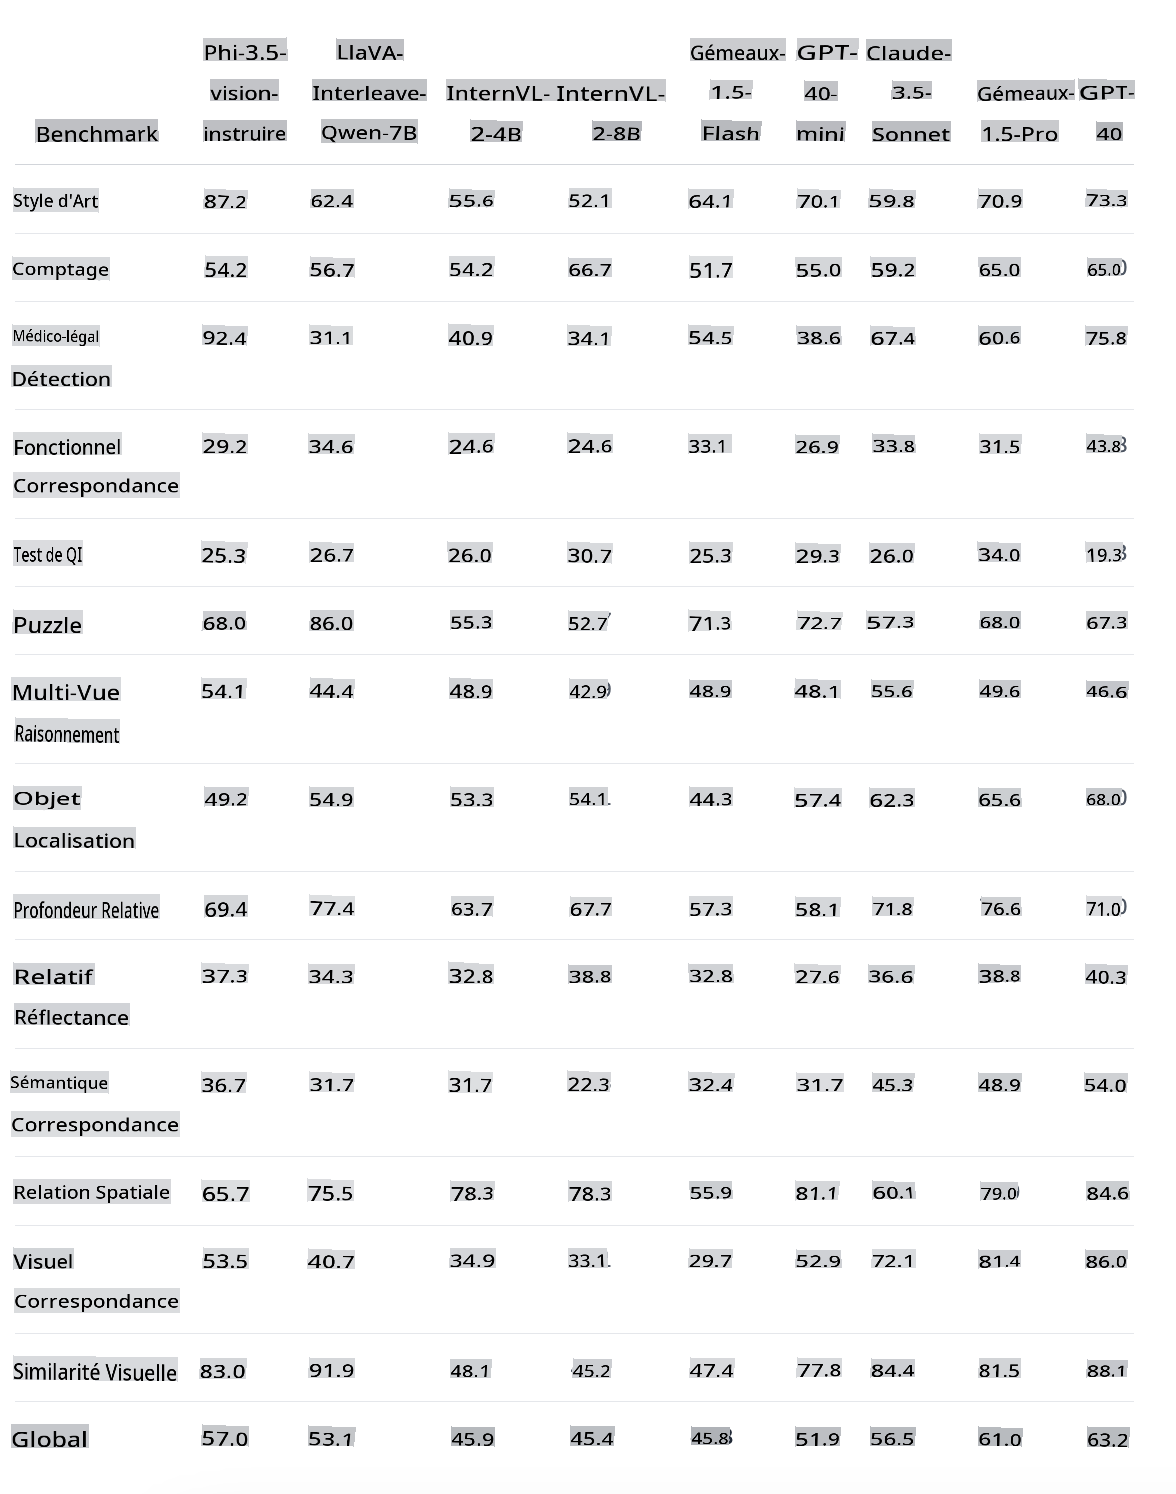 Phi-3.5- LlaVA- Gémeaux- GPT- Claude-
vision- Interleave- InternVL- InternVL- 1.5- 40- 3.5- Gémeaux- GPT-
Benchmark instruire Qwen-7B 2-4B 2-8B Flash mini Sonnet 1.5-Pro 40
Style d'Art 87.2 62.4 55.6 52.1 64.1 70.1 59.8 70.9 73.3
Comptage 54.2 56.7 54.2 66.7 51.7 55.0 59.2 65.0 65.0
Médico-légal 92.4 31.1 40.9 34.1 54.5 38.6 67.4 60.6 75.8
Détection
Fonctionnel 29.2 34.6 24.6 24.6 33.1 26.9 33.8 31.5 43.8
Correspondance
Test de QI 25.3 26.7 26.0 30.7 25.3 29.3 26.0 34.0 19.3
Puzzle 68.0 86.0 55.3 52.7 71.3 72.7 57.3 68.0 67.3
Multi-Vue 54.1 44.4 48.9 42.9 48.9 48.1 55.6 49.6 46.6
Raisonnement
Objet 49.2 54.9 53.3 54.1 44.3 57.4 62.3 65.6 68.0
Localisation
Profondeur Relative 69.4 77.4 63.7 67.7 57.3 58.1 71.8 76.6 71.0
Relatif 37.3 34.3 32.8 38.8 32.8 27.6 36.6 38.8 40.3
Réflectance
Sémantique 36.7 31.7 31.7 22.3 32.4 31.7 45.3 48.9 54.0
Correspondance
Relation Spatiale 65.7 75.5 78.3 78.3 55.9 81.1 60.1 79.0 84.6
Visuel 53.5 40.7 34.9 33.1 29.7 52.9 72.1 81.4 86.0
Correspondance
Similarité Visuelle 83.0 91.9 48.1 45.2 47.4 77.8 84.4 81.5 88.1
Global 57.0 53.1 45.9 45.4 45.8 51.9 56.5 61.0 63.2